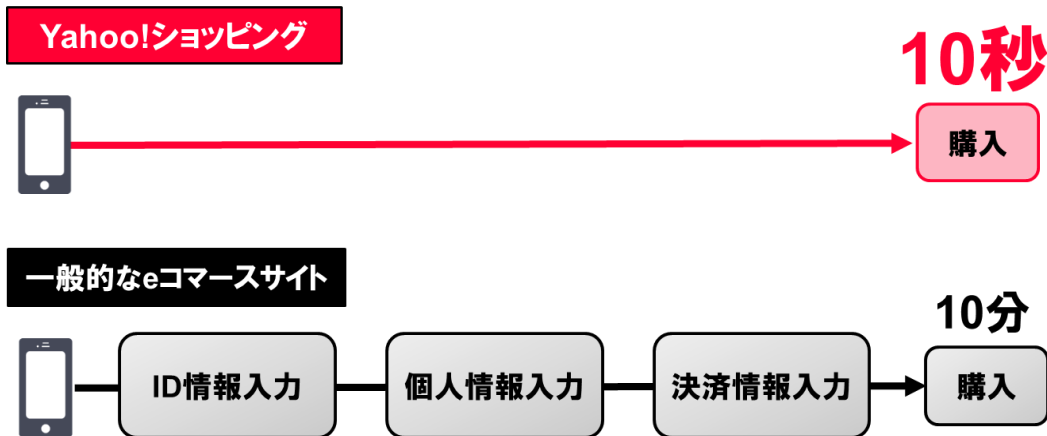 Yahoo!ショッピング
10秒
購入
一般的なeコマースサイト
10分
ID情報入力
個人情報入力
決済情報入力
購入